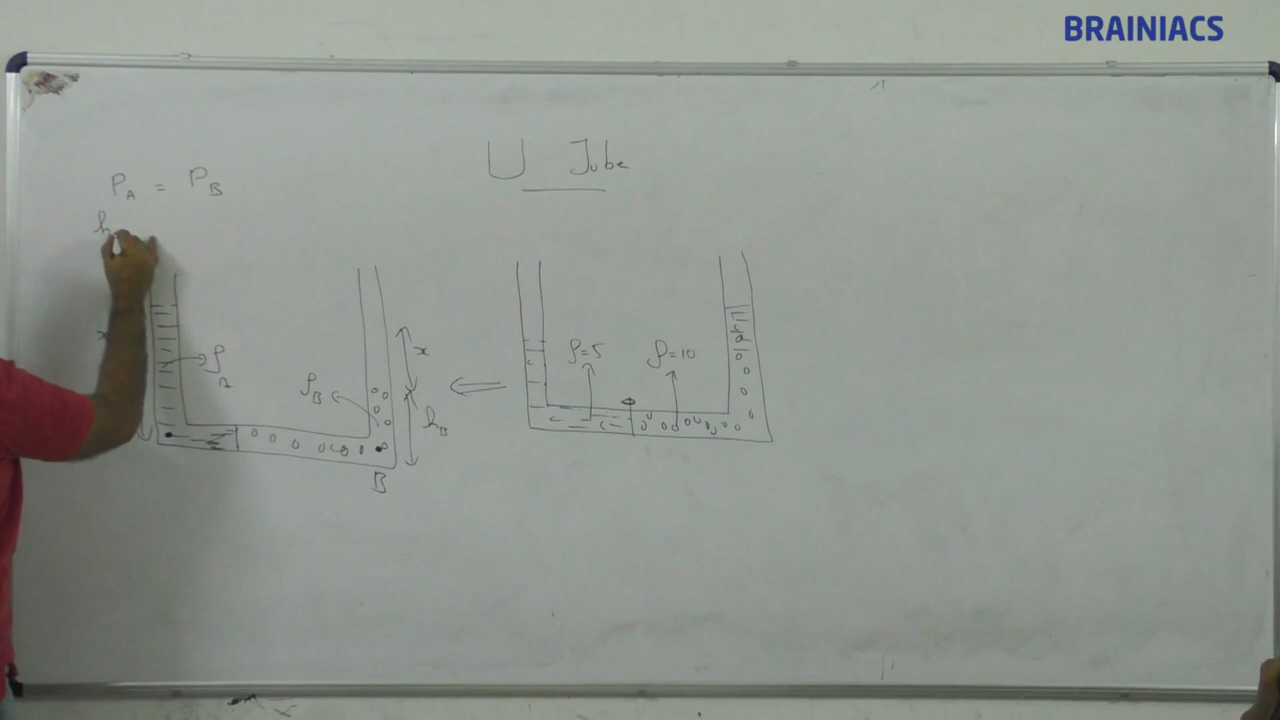 BRAINIACS
U Tube
P_A = P_B
h
ρ_A
ρ_B
x
h_B
B
ρ=5
ρ=10